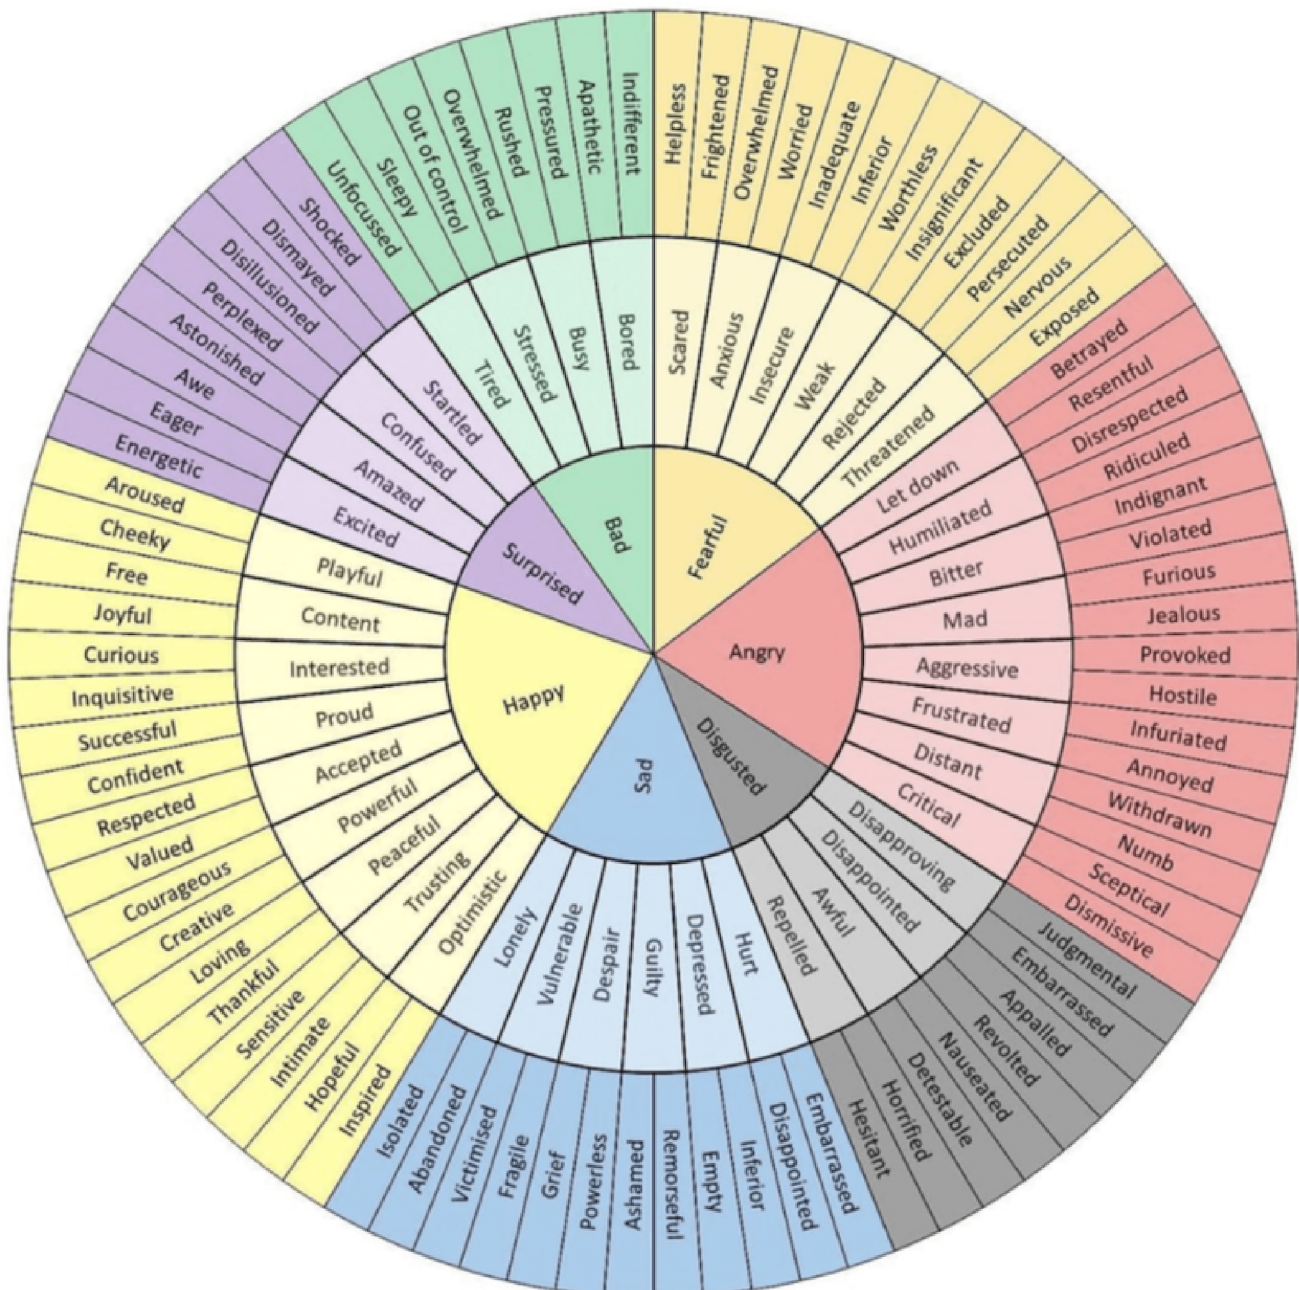 Fearful
Angry
Disgusted
Sad
Happy
Surprised
Bad
Scared
Anxious
Insecure
Weak
Rejected
Threatened
Let down
Humiliated
Bitter
Mad
Aggressive
Frustrated
Distant
Critical
Disapproving
Disappointed
Awful
Repelled
Hurt
Depressed
Guilty
Despair
Vulnerable
Lonely
Optimistic
Trusting
Peaceful
Powerful
Accepted
Proud
Interested
Content
Playful
Excited
Amazed
Confused
Startled
Tired
Stressed
Busy
Bored
Helpless
Frightened
Overwhelmed
Worried
Inadequate
Inferior
Worthless
Insignificant
Excluded
Persecuted
Nervous
Exposed
Betrayed
Resentful
Disrespected
Ridiculed
Indignant
Violated
Furious
Jealous
Provoked
Hostile
Infuriated
Annoyed
Withdrawn
Numb
Sceptical
Dismissive
Judgmental
Embarrassed
Appalled
Revolted
Nauseated
Detestable
Horrified
Hesitant
Embarrassed
Disappointed
Inferior
Empty
Remorseful
Ashamed
Powerless
Grief
Fragile
Victimised
Abandoned
Isolated
Inspired
Hopeful
Intimate
Sensitive
Thankful
Loving
Creative
Courageous
Valued
Respected
Confident
Successful
Inquisitive
Curious
Joyful
Free
Cheeky
Aroused
Energetic
Eager
Awe
Astonished
Perplexed
Disillusioned
Dismayed
Shocked
Unfocussed
Sleepy
Out of control
Overwhelmed
Rushed
Pressured
Apathetic
Indifferent